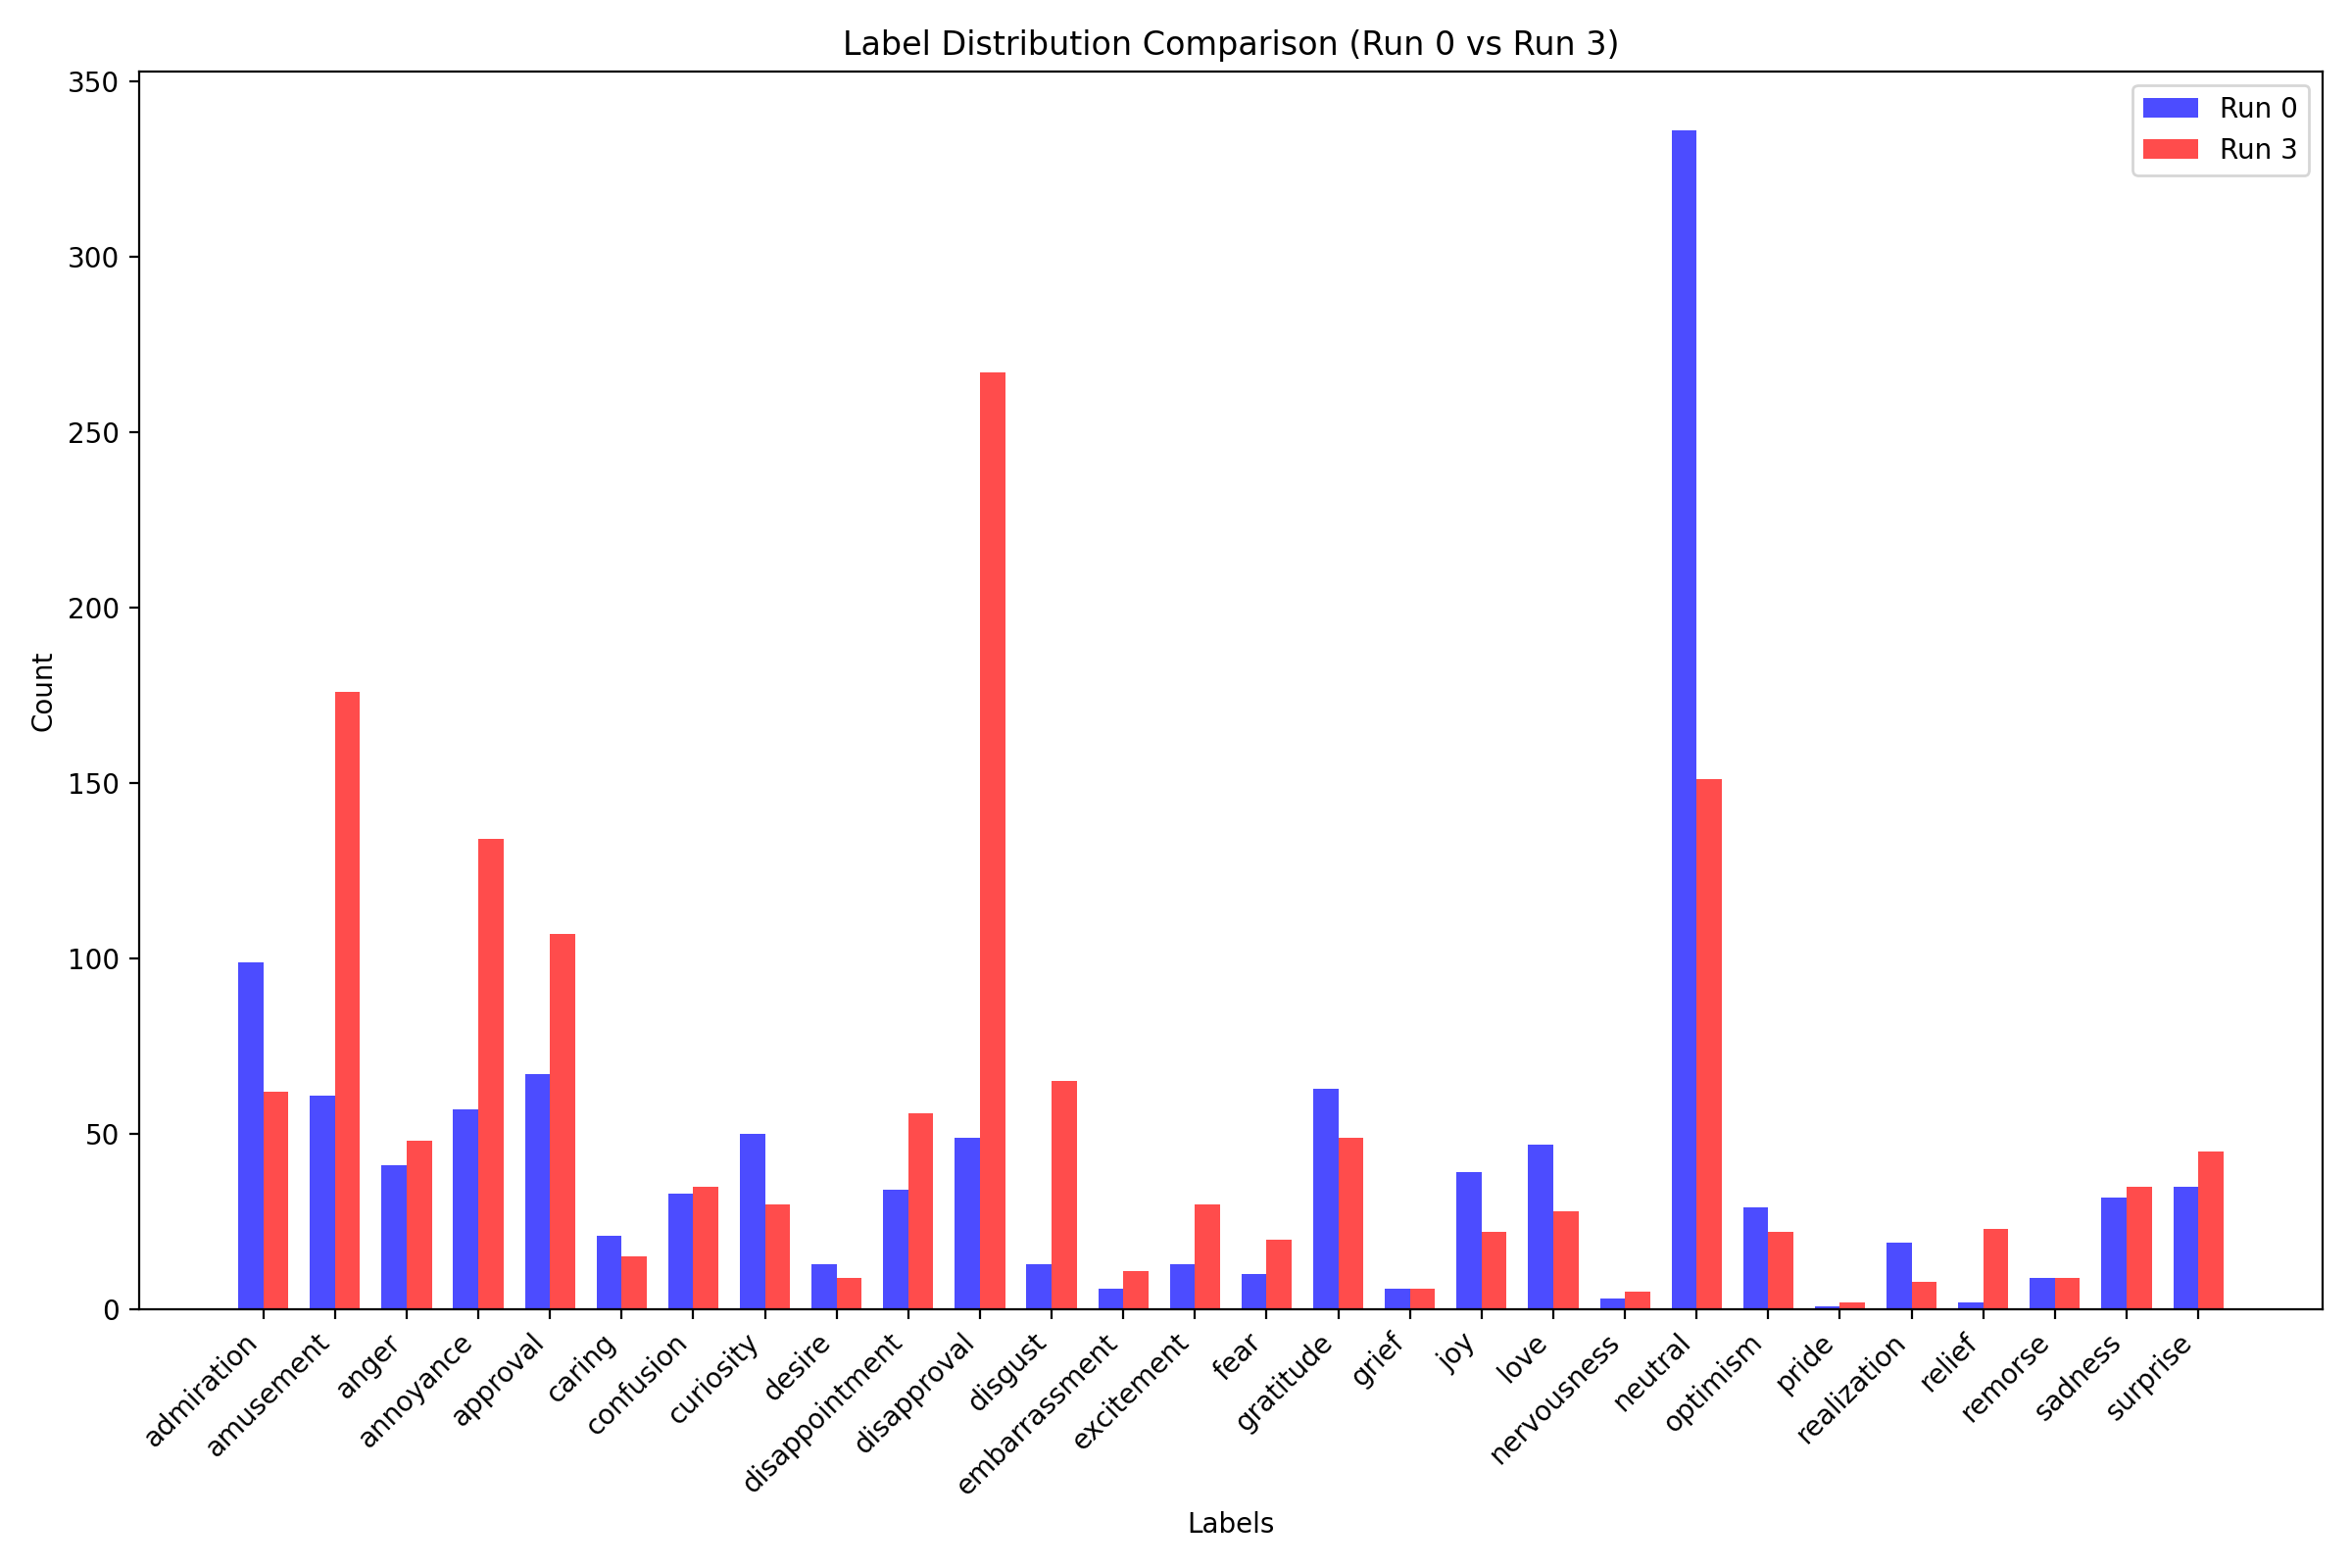 Label Distribution Comparison (Run 0 vs Run 3)
Run 0
Run 3
350
300
250
200
150
100
50
0
Count
admiration
amusement
anger
annoyance
approval
caring
confusion
curiosity
desire
disappointment
disapproval
disgust
embarrassment
excitement
fear
gratitude
grief
joy
love
nervousness
neutral
optimism
pride
realization
relief
remorse
sadness
surprise
Labels